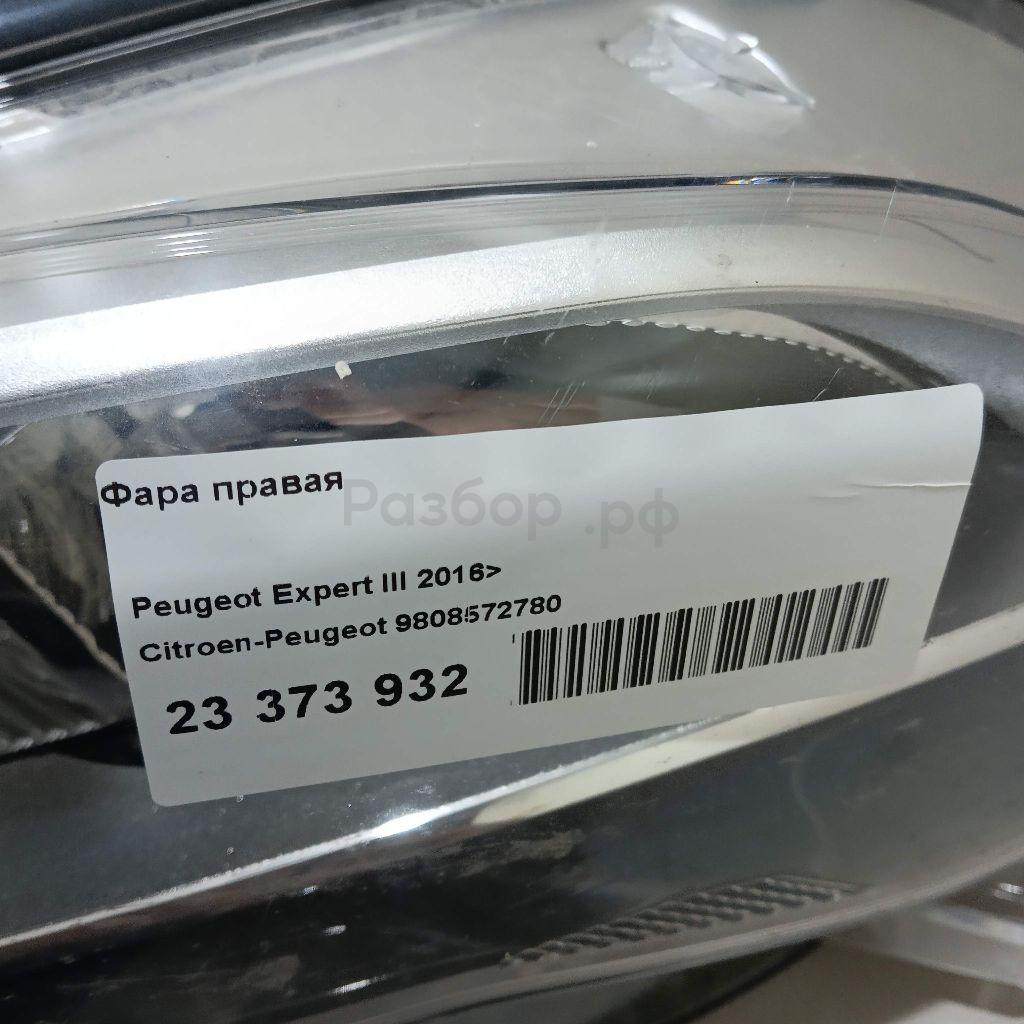 Фара правая
Разбор.рф
Peugeot Expert III 2016>
Citroen-Peugeot 9808572780
23 373 932